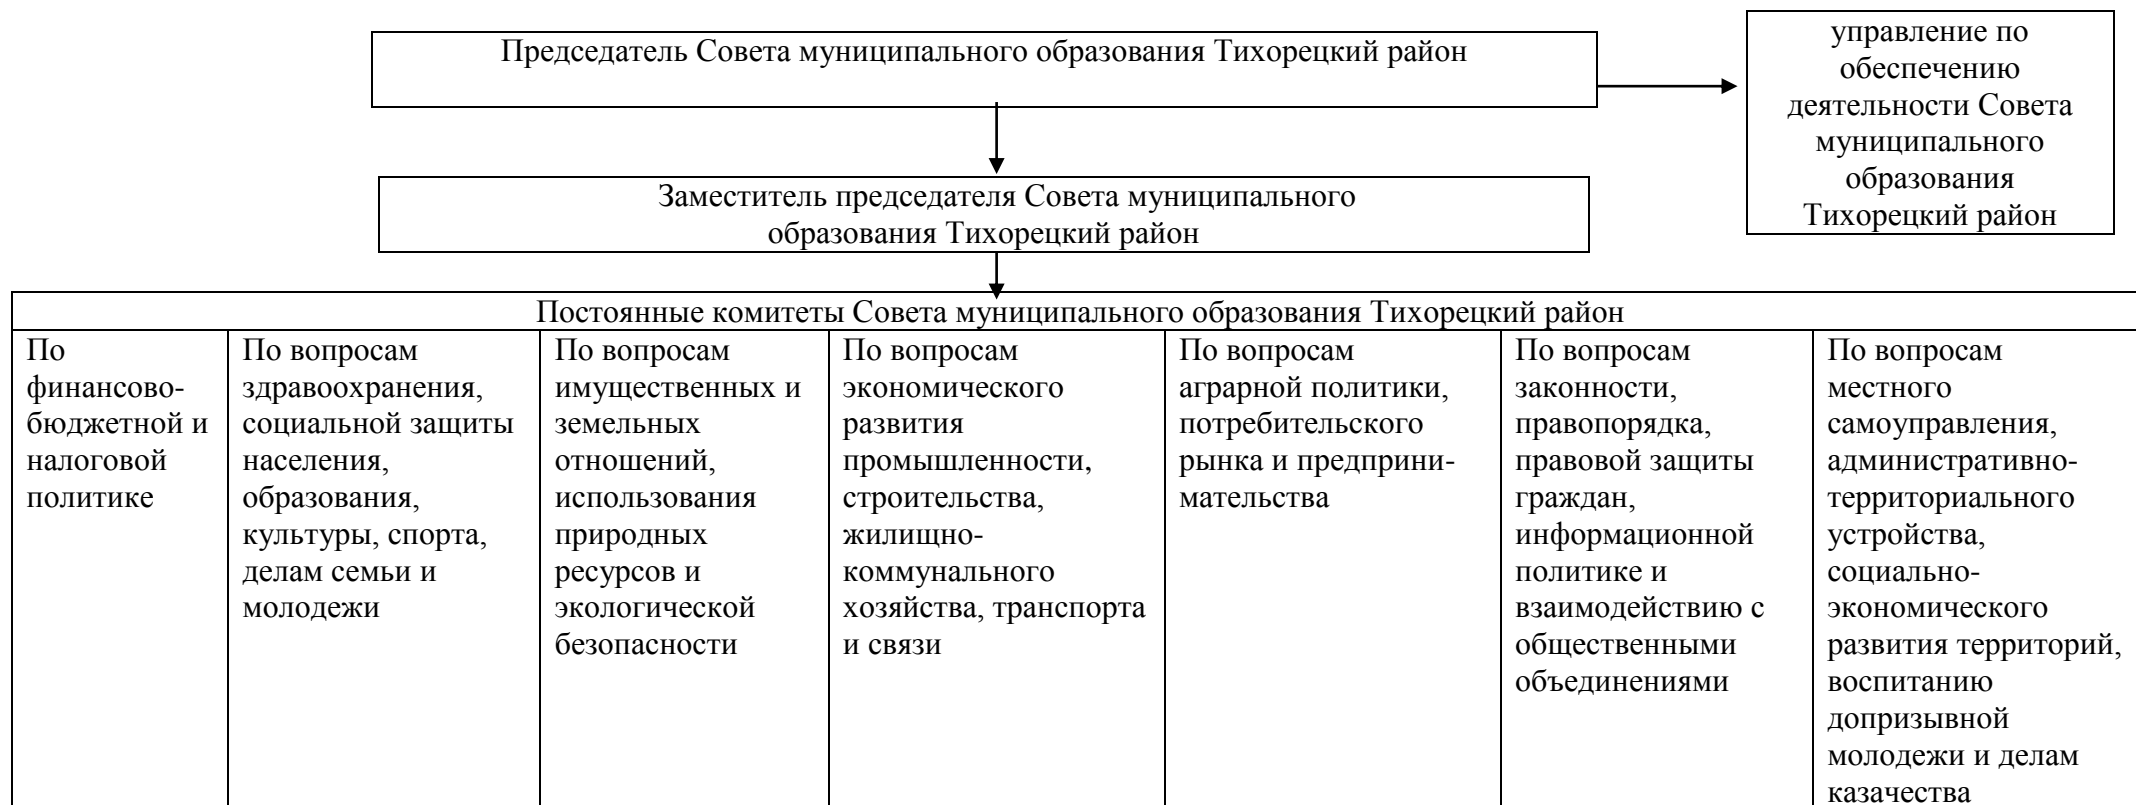 Председатель Совета муниципального образования Тихорецкий район
управление по
обеспечению
деятельности Совета
муниципального
образования
Тихорецкий район
Заместитель председателя Совета муниципального
образования Тихорецкий район
Постоянные комитеты Совета муниципального образования Тихорецкий район
По
финансово-
бюджетной и
налоговой
политике
По вопросам
здравоохранения,
социальной защиты
населения,
образования,
культуры, спорта,
делам семьи и
молодежи
По вопросам
имущественных и
земельных
отношений,
использования
природных
ресурсов и
экологической
безопасности
По вопросам
экономического
развития
промышленности,
строительства,
жилищно-
коммунального
хозяйства, транспорта
и связи
По вопросам
аграрной политики,
потребительского
рынка и предприни-
мательства
По вопросам
законности,
правопорядка,
правовой защиты
граждан,
информационной
политике и
взаимодействию с
общественными
объединениями
По вопросам
местного
самоуправления,
административно-
территориального
устройства,
социально-
экономического
развития территорий,
воспитанию
допризывной
молодежи и делам
казачества